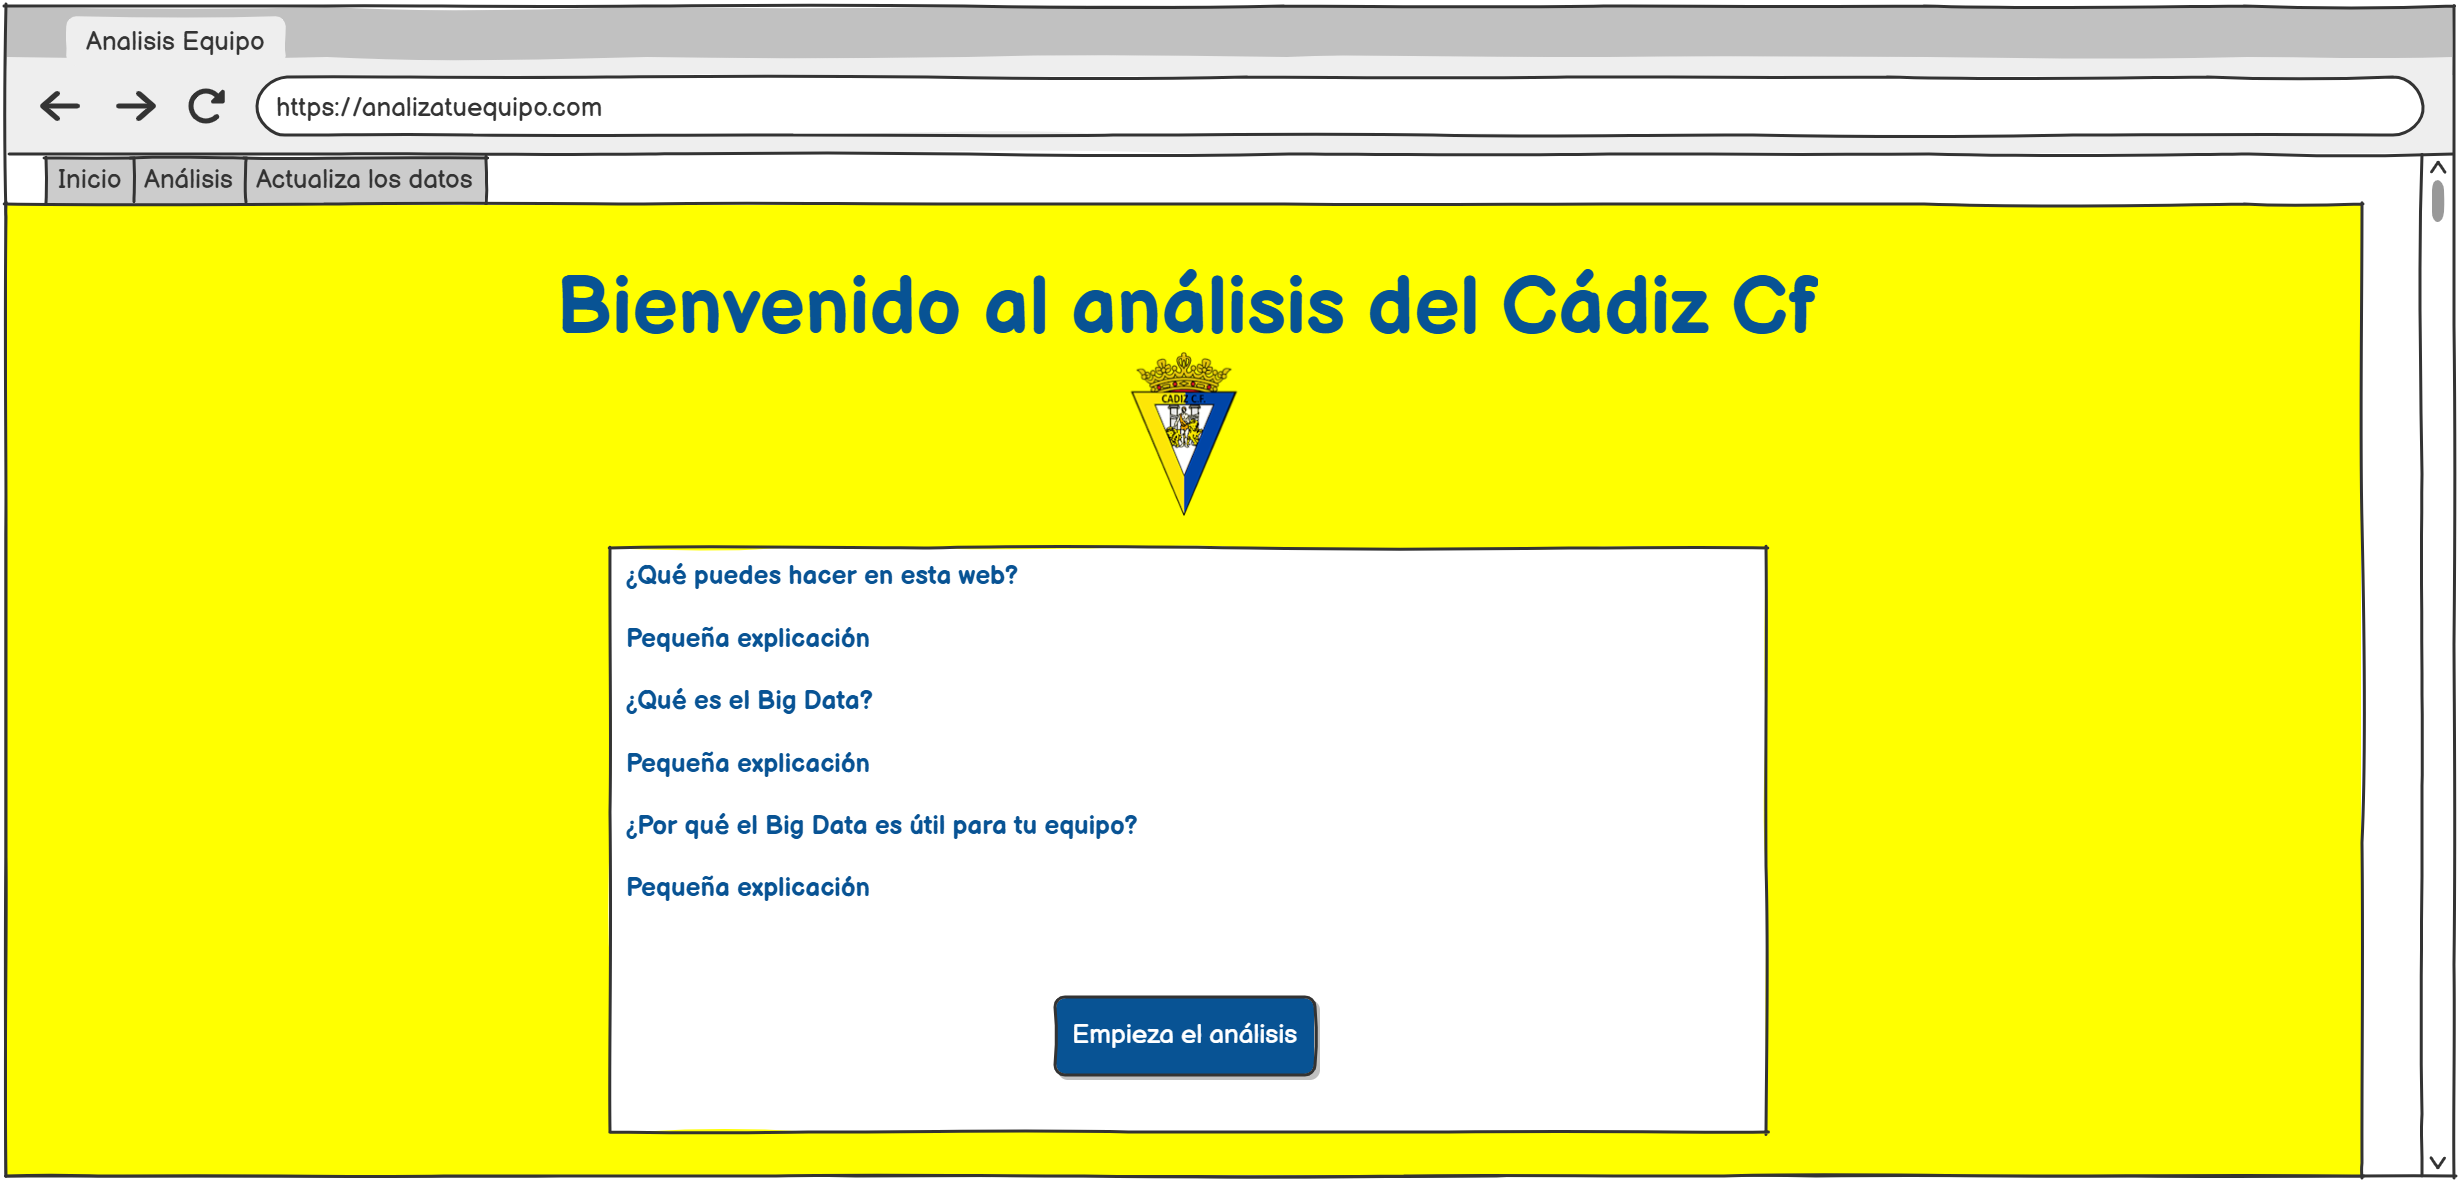 Analisis Equipo
https://analizatuequipo.com
Inicio Análisis Actualiza los datos
Bienvenido al análisis del Cádiz Cf
CADIZ C.F.
¿Qué puedes hacer en esta web?
Pequeña explicación
¿Qué es el Big Data?
Pequeña explicación
¿Por qué el Big Data es útil para tu equipo?
Pequeña explicación
Empieza el análisis